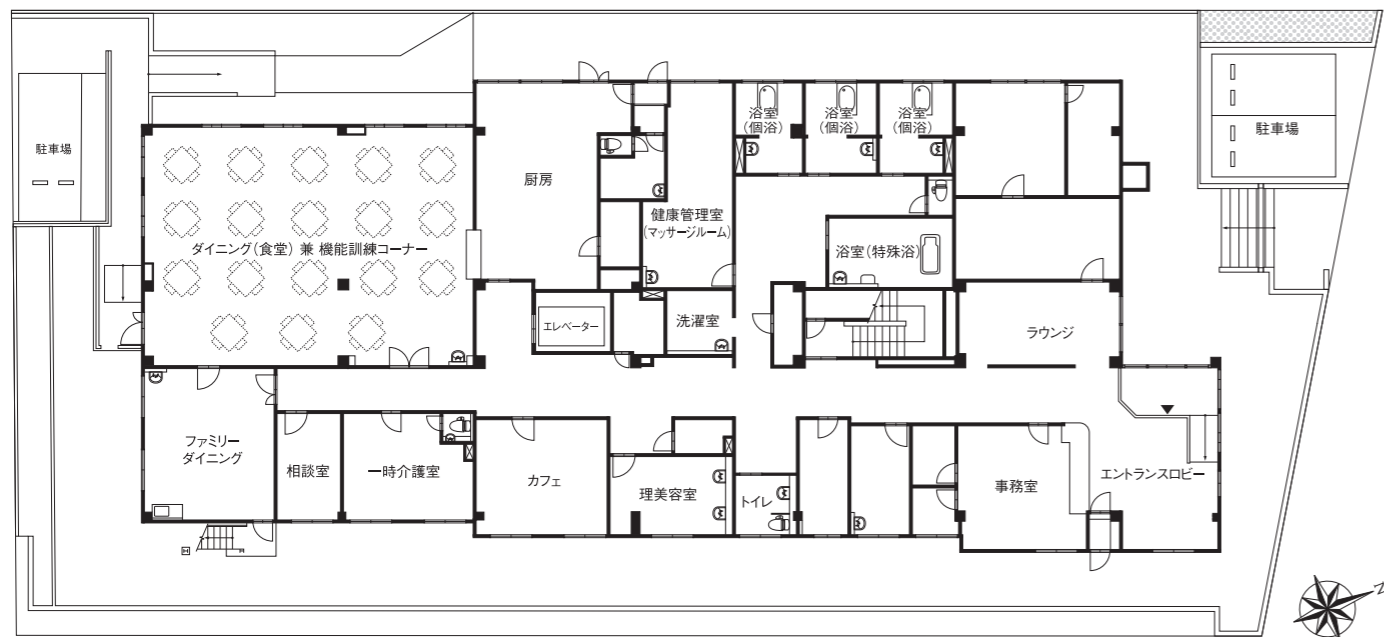 駐車場
浴室
(個浴)
浴室
(個浴)
浴室
(個浴)
駐車場
厨房
健康管理室
(マッサージルーム)
ダイニング(食堂) 兼 機能訓練コーナー
浴室(特殊浴)
エレベーター
洗濯室
ラウンジ
ファミリー
ダイニング
相談室
一時介護室
カフェ
理美容室
トイレ
事務室
エントランスロビー
N